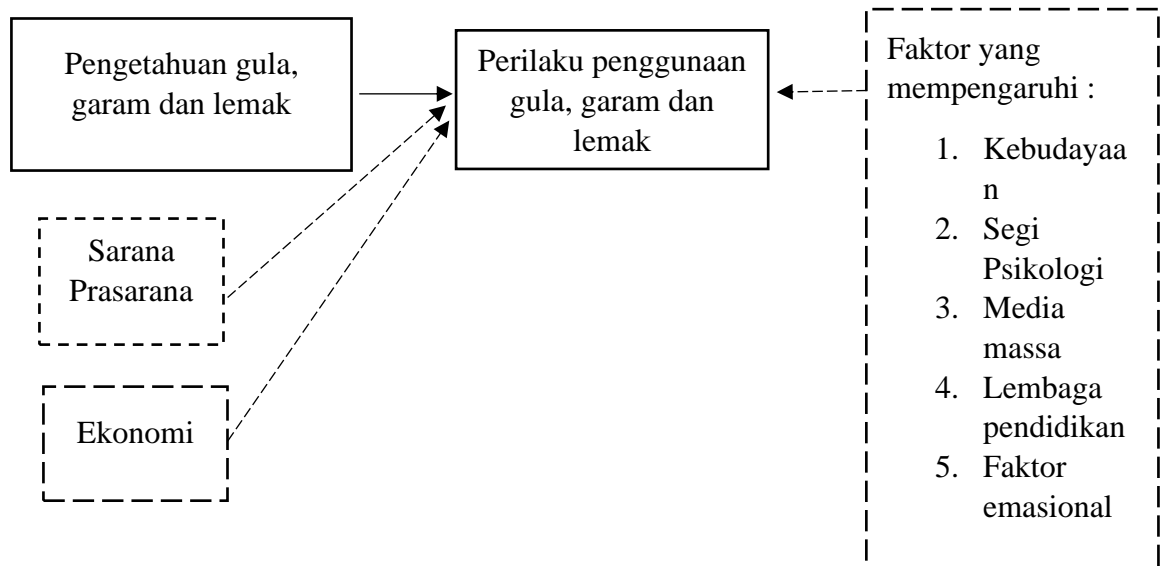 Pengetahuan gula,
garam dan lemak
Perilaku penggunaan
gula, garam dan
lemak
Faktor yang
mempengaruhi :
1. Kebudayaa
n
2. Segi
Psikologi
3. Media
massa
4. Lembaga
pendidikan
5. Faktor
emasional
Sarana
Prasarana
Ekonomi